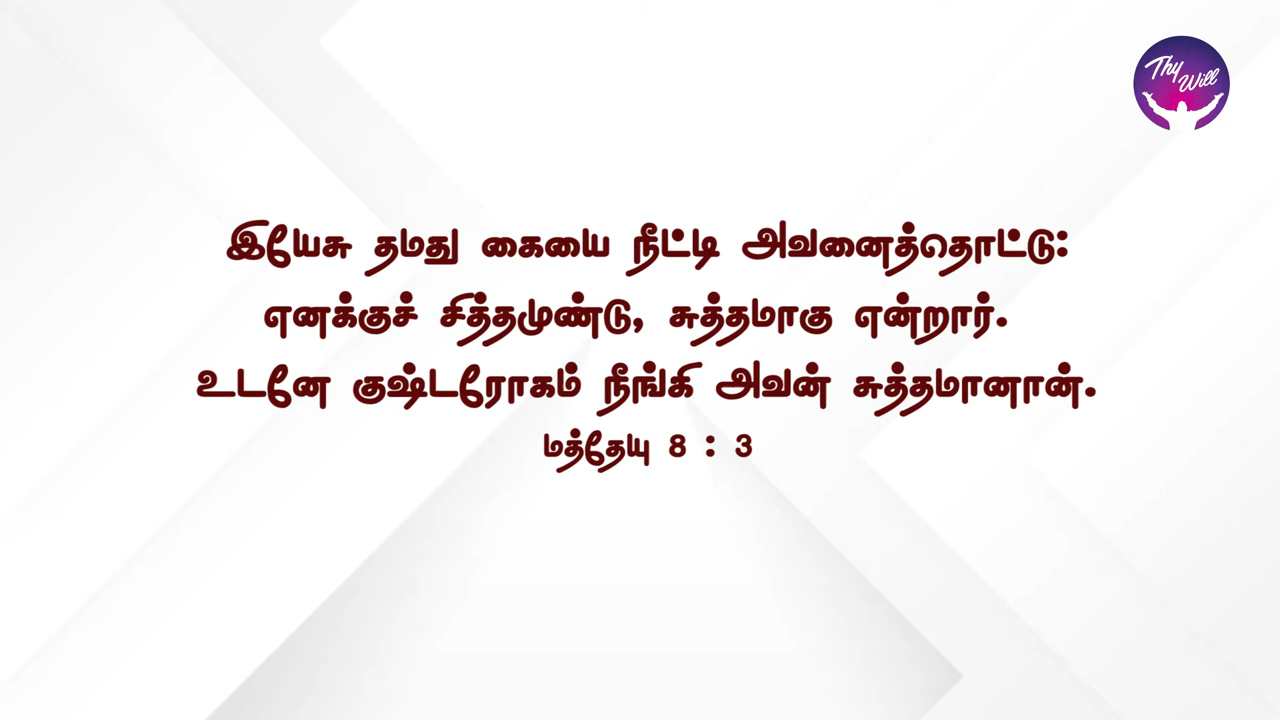 Thy
Will
இயேசு தமது கையை நீட்டி அவனைத்தொட்டு:
எனக்குச் சித்தமுண்டு, சுத்தமாகு என்றார்.
உடனே குஷ்டரோகம் நீங்கி அவன் சுத்தமானான்.
மத்தேயு 8 : 3